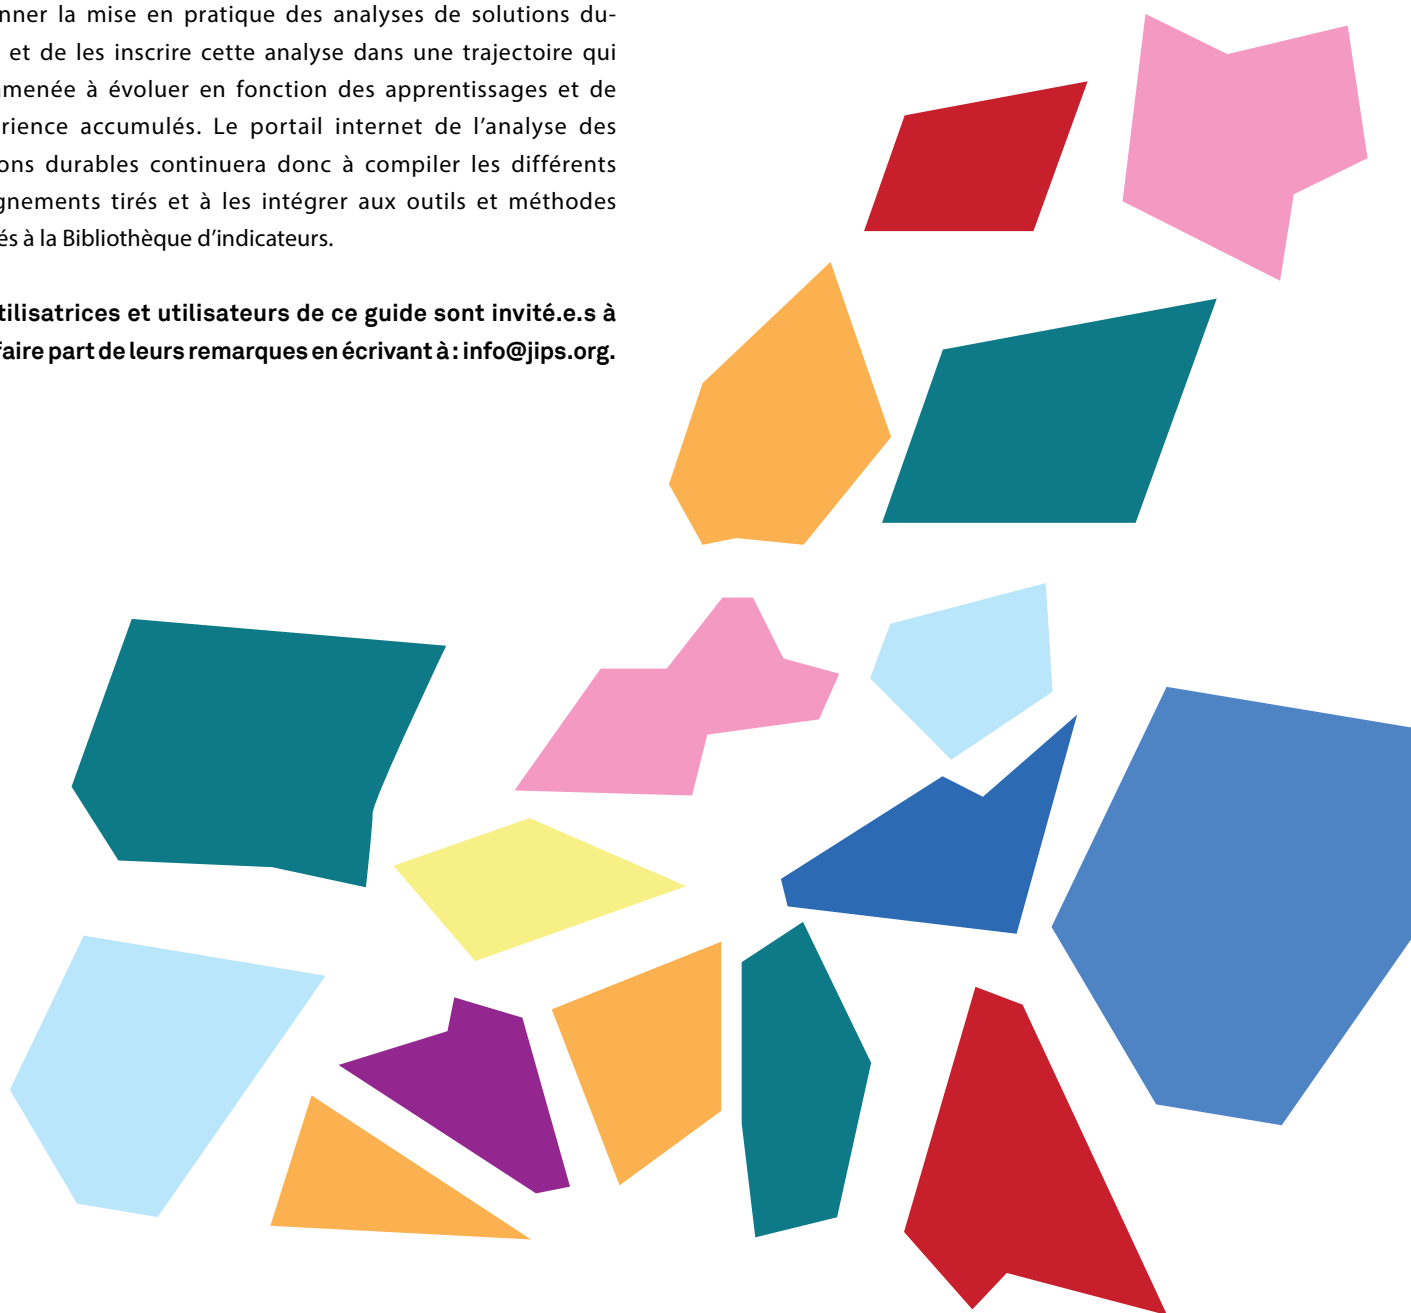 nner la mise en pratique des analyses de solutions du-
et de les inscrire cette analyse dans une trajectoire qui
menée à évoluer en fonction des apprentissages et de
rience accumulés. Le portail internet de l’analyse des
ons durables continuera donc à compiler les différents
gnements tirés et à les intégrer aux outils et méthodes
és à la Bibliothèque d’indicateurs.
tilisatrices et utilisateurs de ce guide sont invité.e.s à
faire part de leurs remarques en écrivant à : info@jips.org.